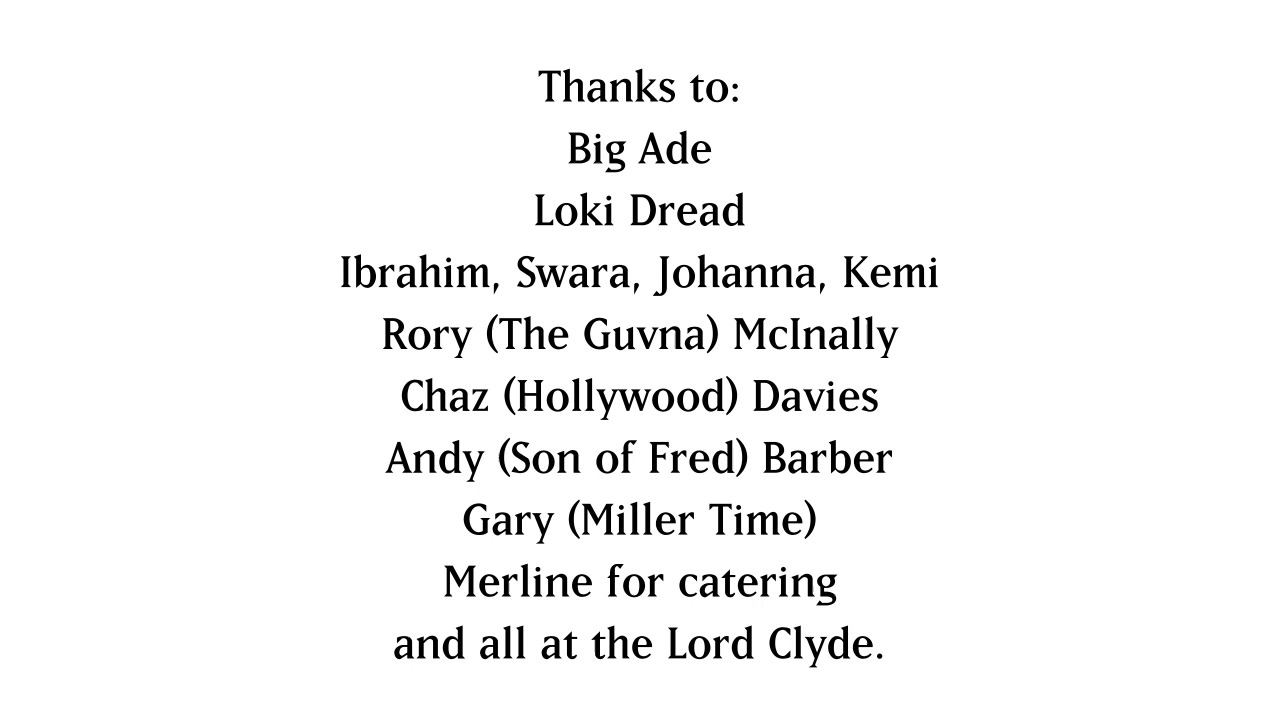 Thanks to:
Big Ade
Loki Dread
Ibrahim, Swara, Johanna, Kemi
Rory (The Guvna) McInally
Chaz (Hollywood) Davies
Andy (Son of Fred) Barber
Gary (Miller Time)
Merline for catering
and all at the Lord Clyde.